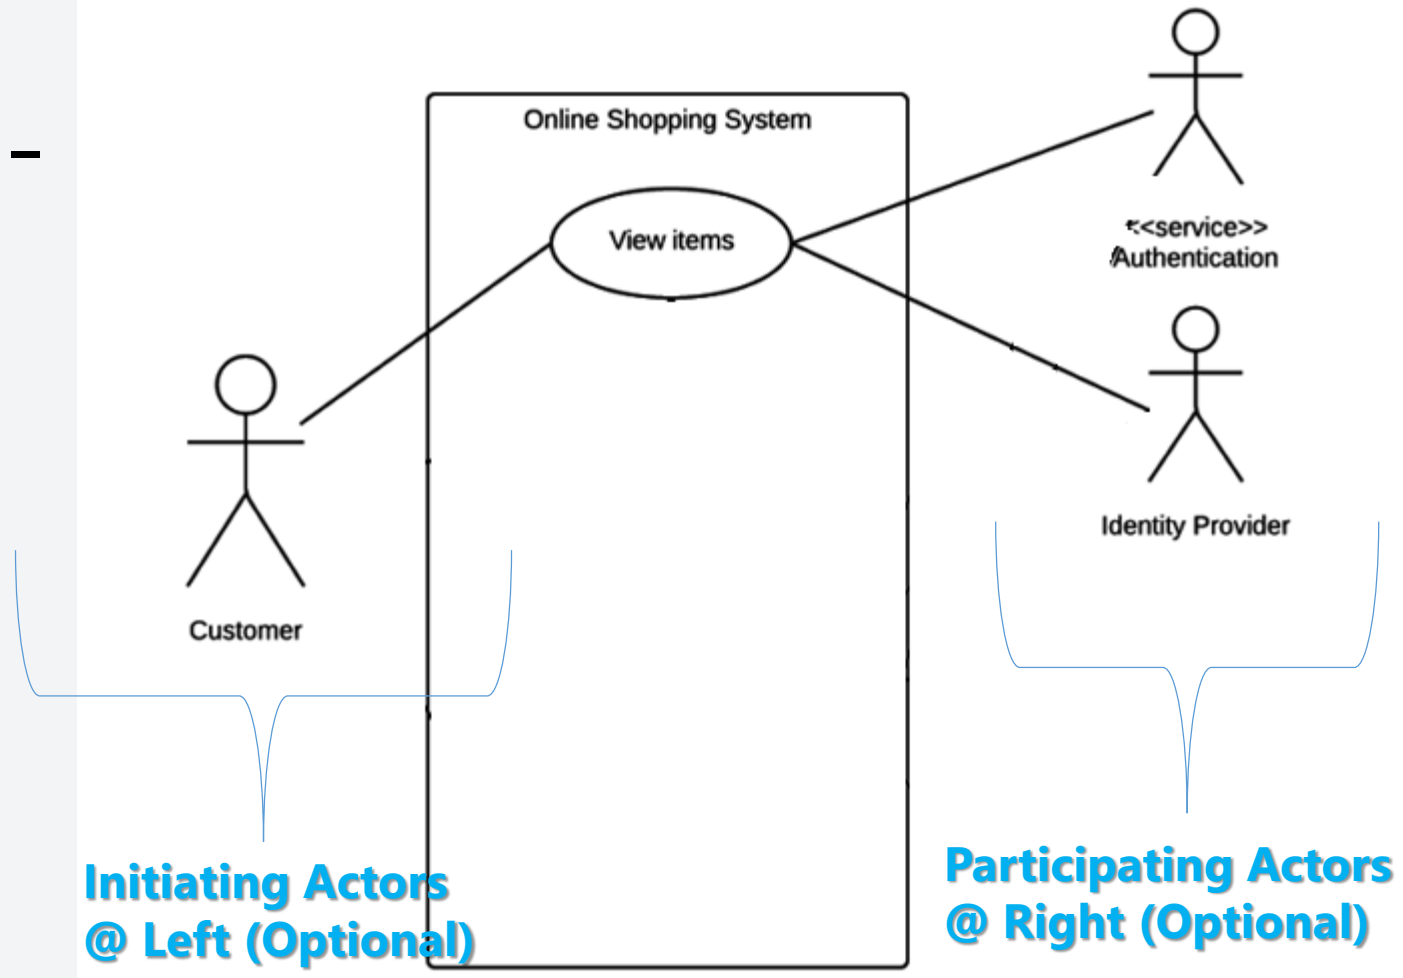 Online Shopping System
View items
<<service>>
Authentication
Identity Provider
Customer
Initiating Actors
@ Left (Optional)
Participating Actors
@ Right (Optional)